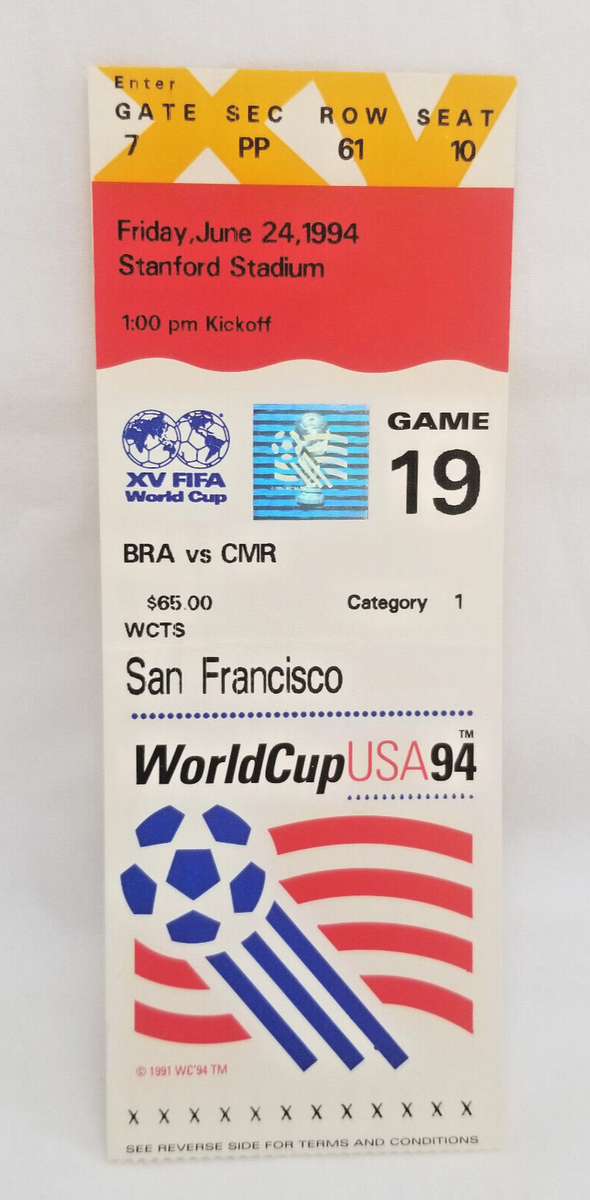 Enter
GATE SEC ROW SEAT
7 PP 61 10
Friday,June 24,1994
Stanford Stadium
1:00 pm Kickoff
XV FIFA
World Cup
GAME
19
BRA vs CMR
$65.00 Category 1
WCTS
San Francisco
WorldCupUSA94™
© 1991 WC'94 TM
X X X X X X X X X X X X
SEE REVERSE SIDE FOR TERMS AND CONDITIONS